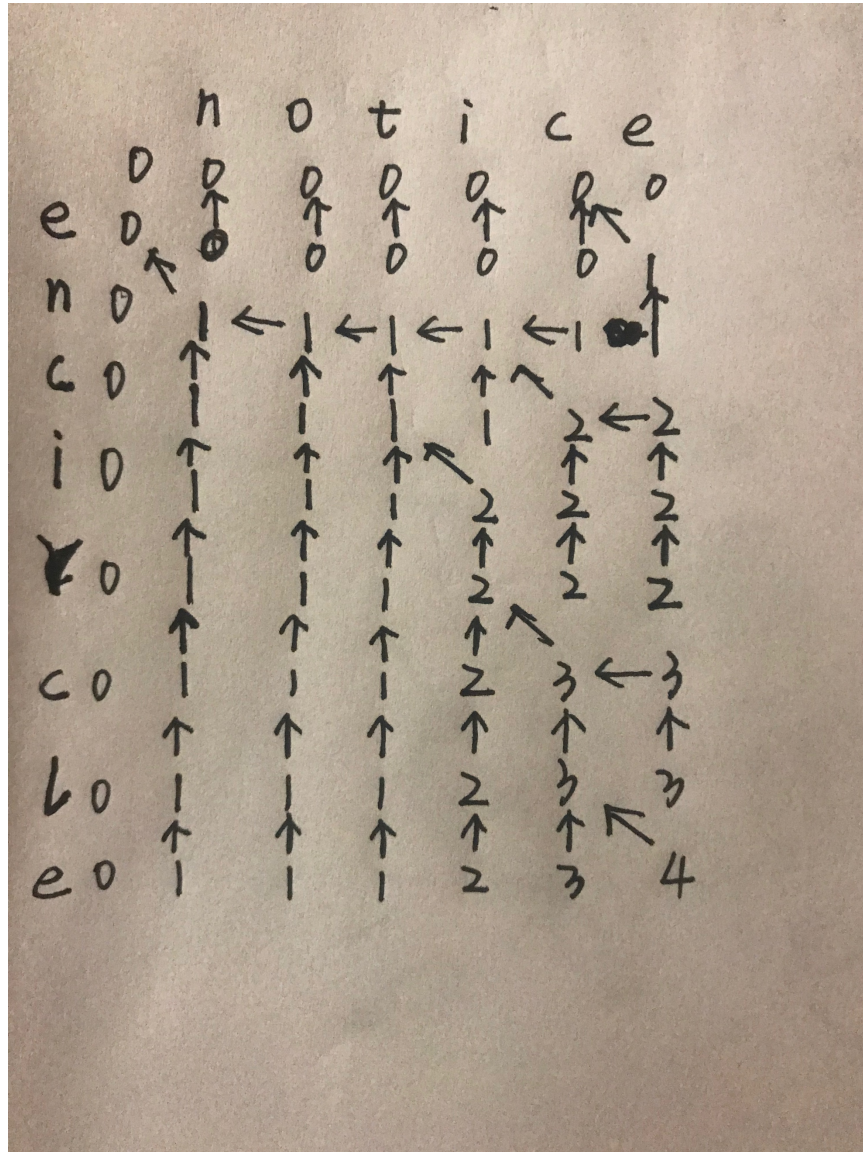 n o t i c e
0 0 0 0 0 0 0
e 0 0 0 0 0 0 1
n 0 1 ← 1 ← 1 ← 1 ← 1 1
↑ ↑ ↑ ↑ ↖
c 0 1 1 1 1 2 ← 2
↑ ↑ ↑ ↖ ↑ ↑
i 0 1 1 1 2 2 2
↑ ↑ ↑ ↑ ↑ ↑
0 1 1 1 2 2 2
↑ ↑ ↑ ↑ ↖
c 0 1 1 1 2 3 ← 3
↑ ↑ ↑ ↑ ↑ ↑
l 0 1 1 1 2 3 3
↑ ↑ ↑ ↑ ↑ ↖
e 0 1 1 1 2 3 4